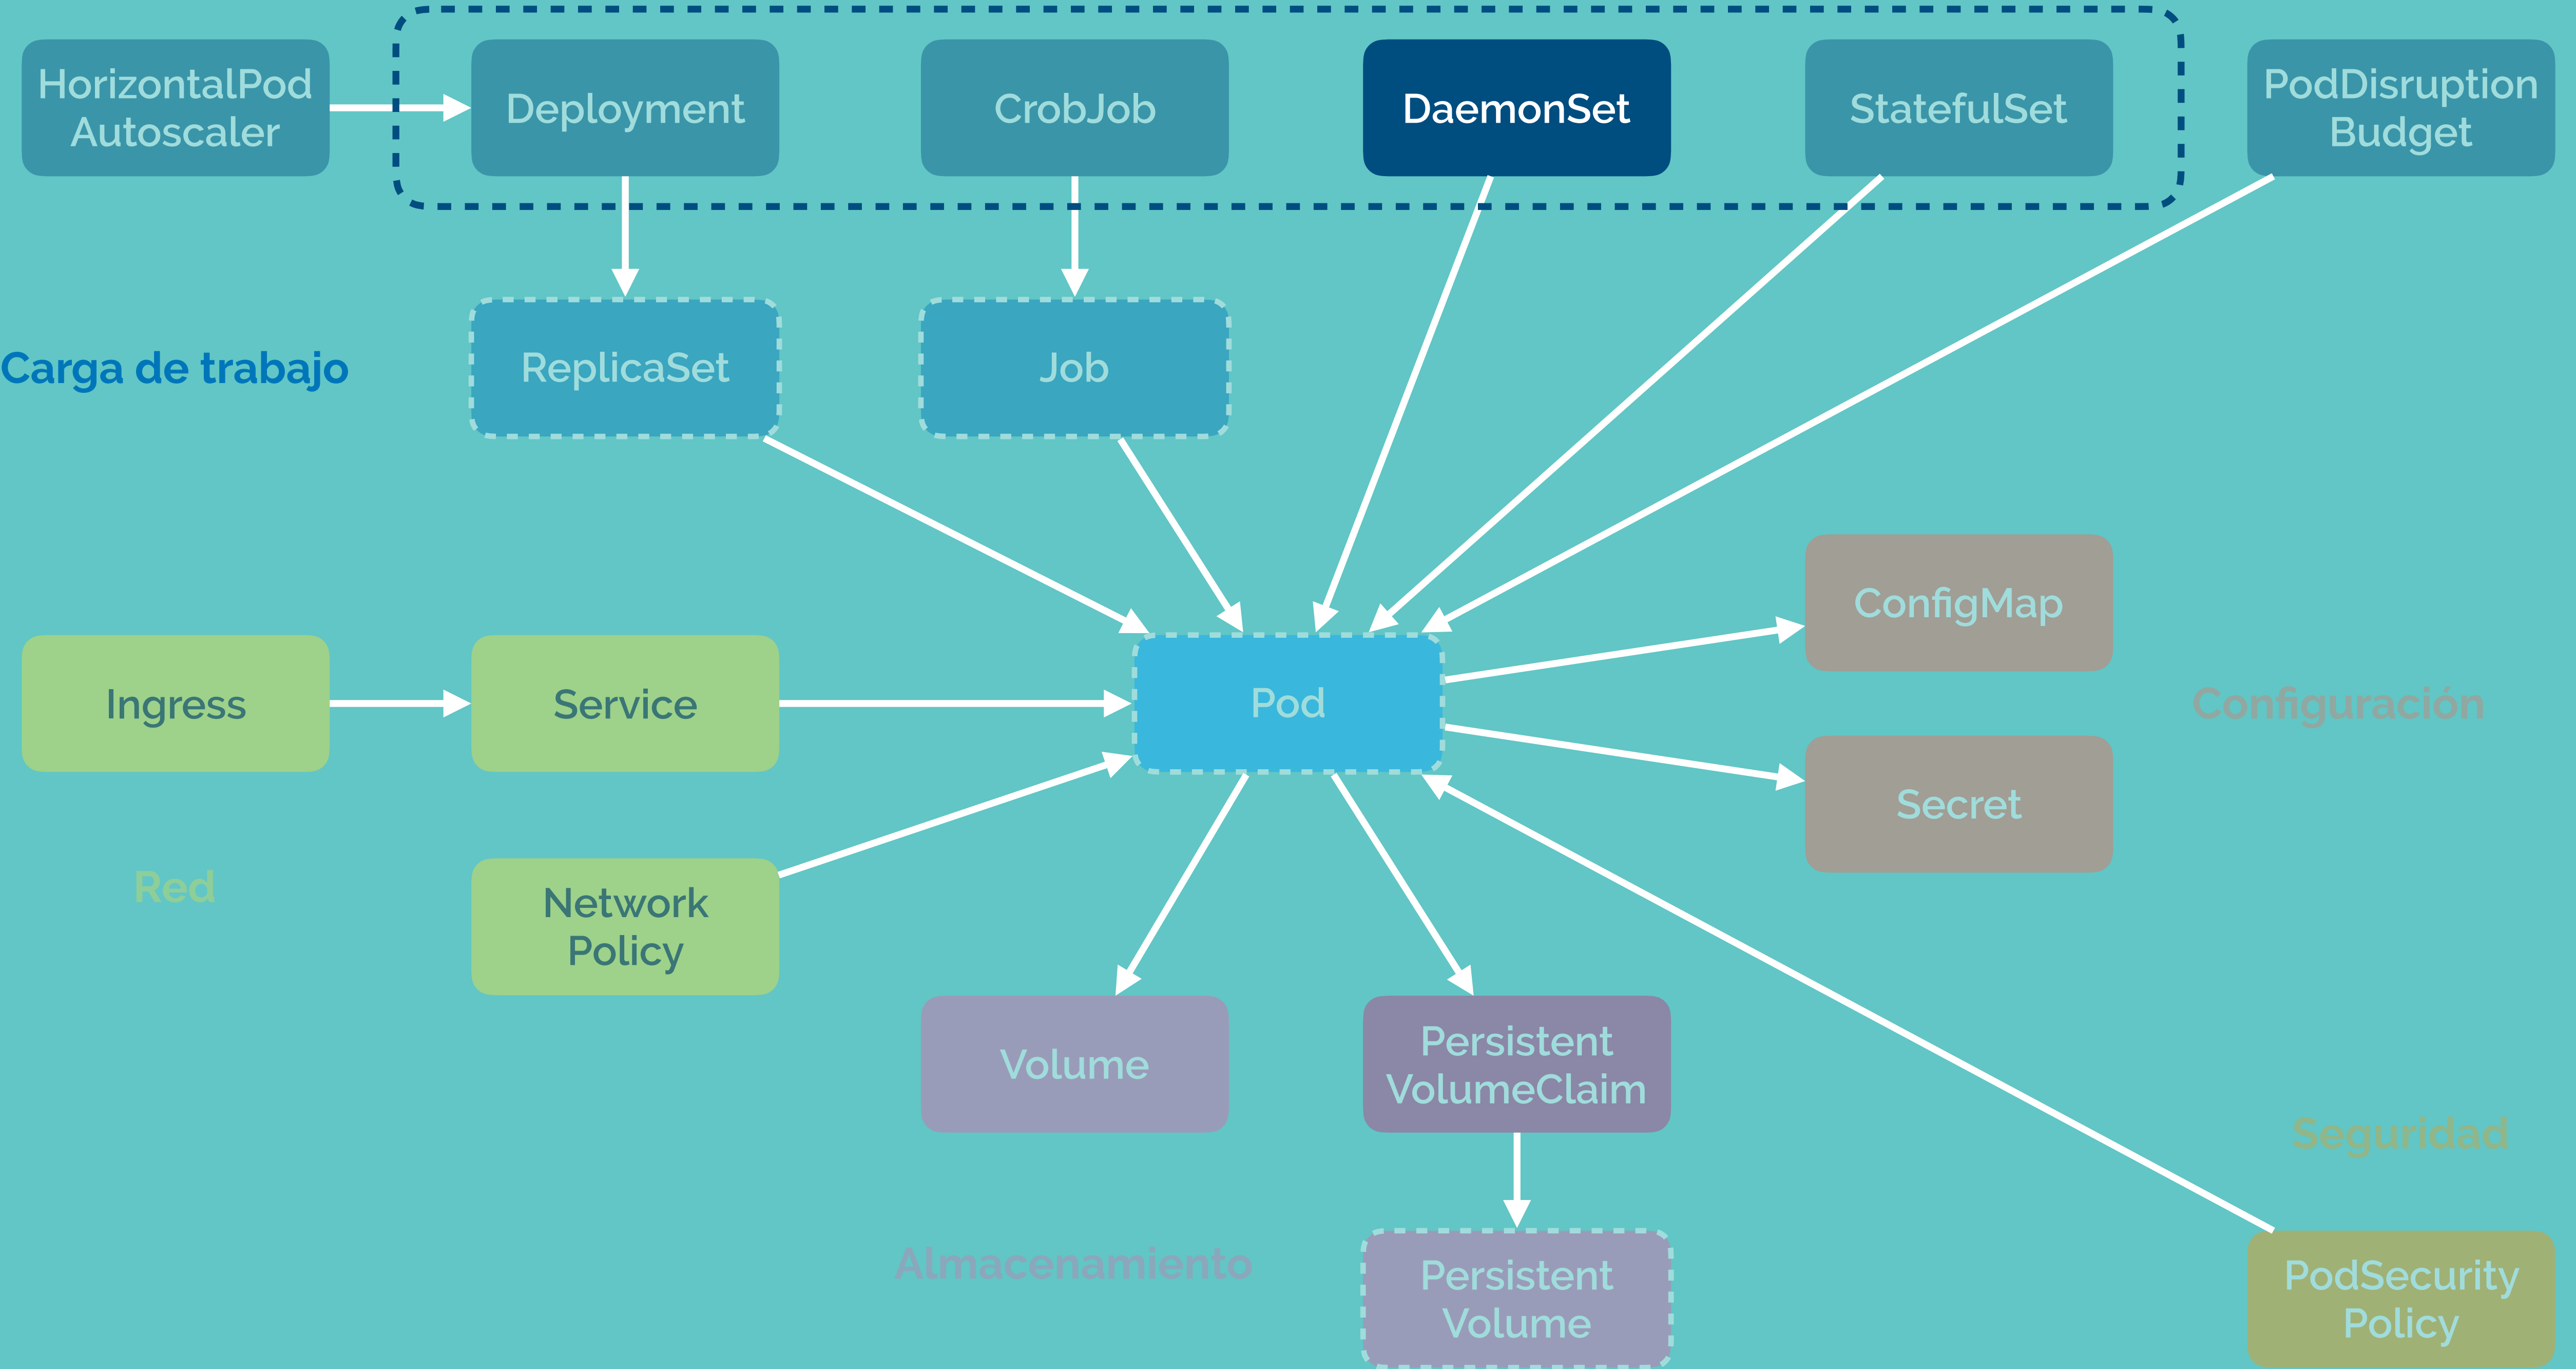 HorizontalPod
Autoscaler
Deployment
CrobJob
DaemonSet
StatefulSet
PodDisruption
Budget
Carga de trabajo
ReplicaSet
Job
ConfigMap
Ingress
Service
Pod
Configuración
Secret
Red
Network
Policy
Volume
Persistent
VolumeClaim
Seguridad
Almacenamiento
Persistent
Volume
PodSecurity
Policy